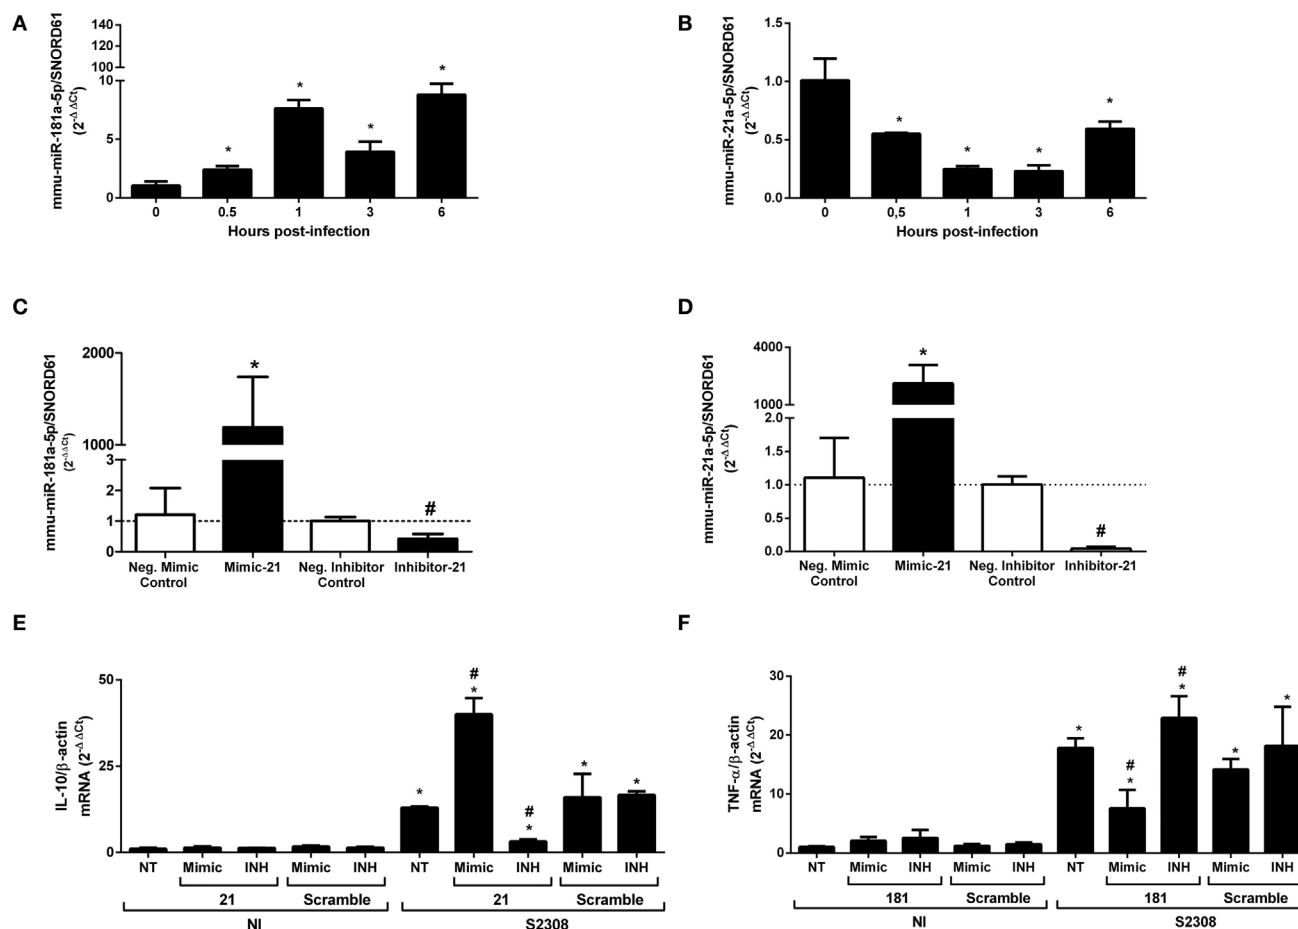 A
mmu-miR-181a-5p/SNORD61
(2-ΔΔCt)
140
120
100
10
5
0
*
*
*
*
0
0.5
1
3
6
Hours post-infection
B
mmu-miR-21a-5p/SNORD61
(2-ΔΔCt)
1.5
1.0
0.5
0.0
*
*
*
*
0
0,5
1
3
6
Hours post-infection
C
mmu-miR-181a-5p/SNORD61
(2-ΔΔCt)
2000
1000
3
2
1
0
*
#
Neg. Mimic
Control
Mimic-21
Neg. Inhibitor
Control
Inhibitor-21
D
mmu-miR-21a-5p/SNORD61
(2-ΔΔCt)
4000
1000
2.0
1.5
1.0
0.5
0.0
*
#
Neg. Mimic
Control
Mimic-21
Neg. Inhibitor
Control
Inhibitor-21
E
IL-10/β-actin
mRNA (2-ΔΔCt)
50
25
0
*
#
*
#
*
*
*
NT Mimic INH Mimic INH NT Mimic INH Mimic INH
21 Scramble 21 Scramble
NI S2308
F
TNF-α/β-actin
mRNA (2-ΔΔCt)
30
20
10
0
*
#
*
#
*
*
*
NT Mimic INH Mimic INH NT Mimic INH Mimic INH
181 Scramble 181 Scramble
NI S2308